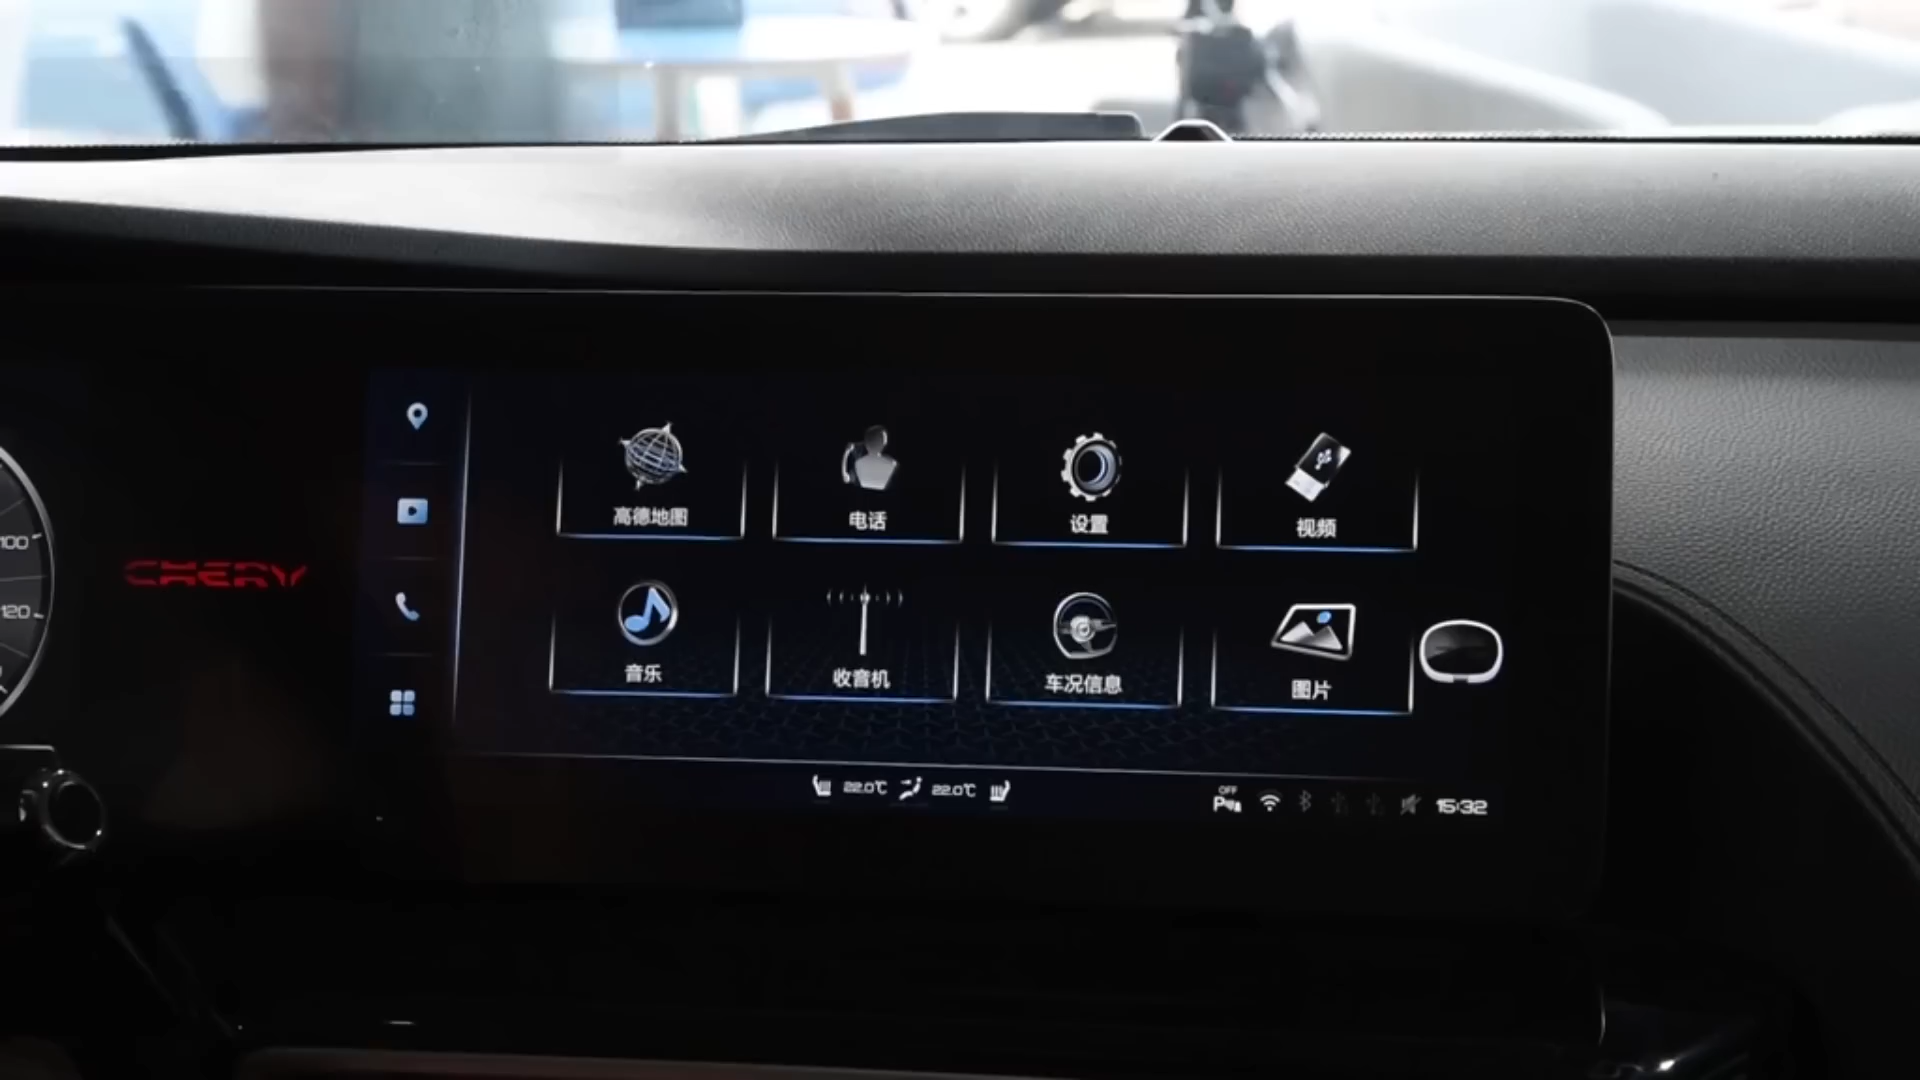 100
120
CHERY
高德地图
电话
设置
视频
音乐
收音机
车况信息
图片
22.0℃
22.0℃
OFF
P
15:32